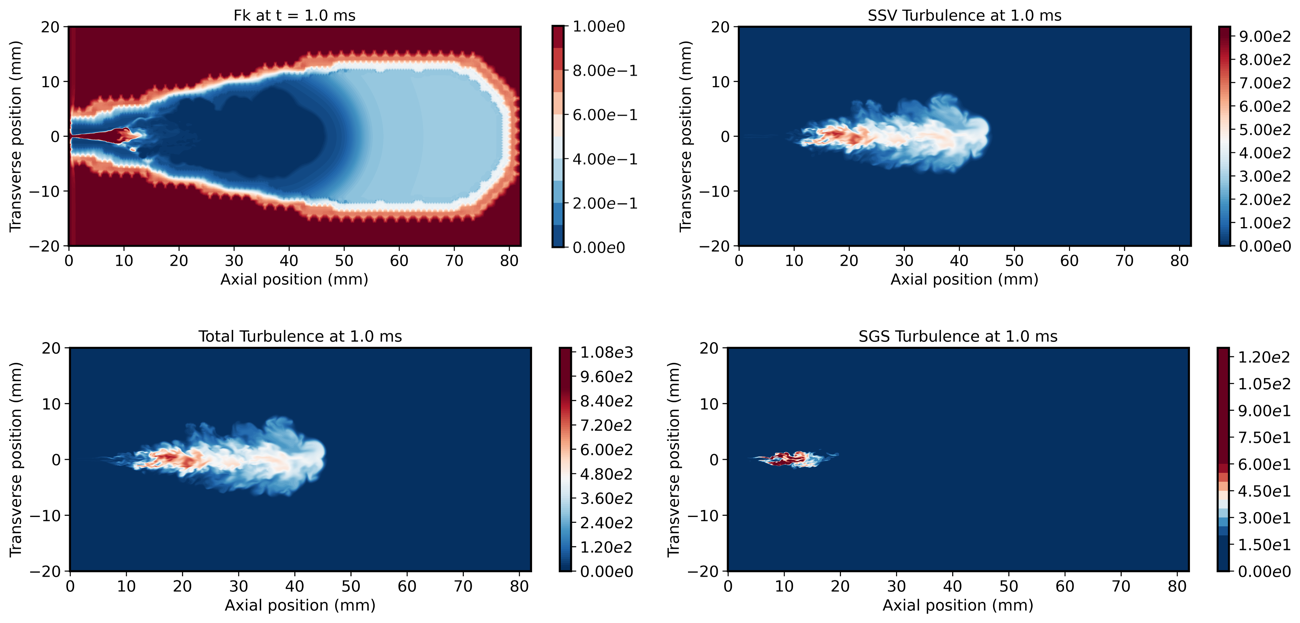 Fk at t = 1.0 ms
Transverse position (mm)
20
10
0
−10
−20
0 10 20 30 40 50 60 70 80
Axial position (mm)
1.00e0
8.00e−1
6.00e−1
4.00e−1
2.00e−1
0.00e0
SSV Turbulence at 1.0 ms
Transverse position (mm)
20
10
0
−10
−20
0 10 20 30 40 50 60 70 80
Axial position (mm)
9.00e2
8.00e2
7.00e2
6.00e2
5.00e2
4.00e2
3.00e2
2.00e2
1.00e2
0.00e0
Total Turbulence at 1.0 ms
Transverse position (mm)
20
10
0
−10
−20
0 10 20 30 40 50 60 70 80
Axial position (mm)
1.08e3
9.60e2
8.40e2
7.20e2
6.00e2
4.80e2
3.60e2
2.40e2
1.20e2
0.00e0
SGS Turbulence at 1.0 ms
Transverse position (mm)
20
10
0
−10
−20
0 10 20 30 40 50 60 70 80
Axial position (mm)
1.20e2
1.05e2
9.00e1
7.50e1
6.00e1
4.50e1
3.00e1
1.50e1
0.00e0